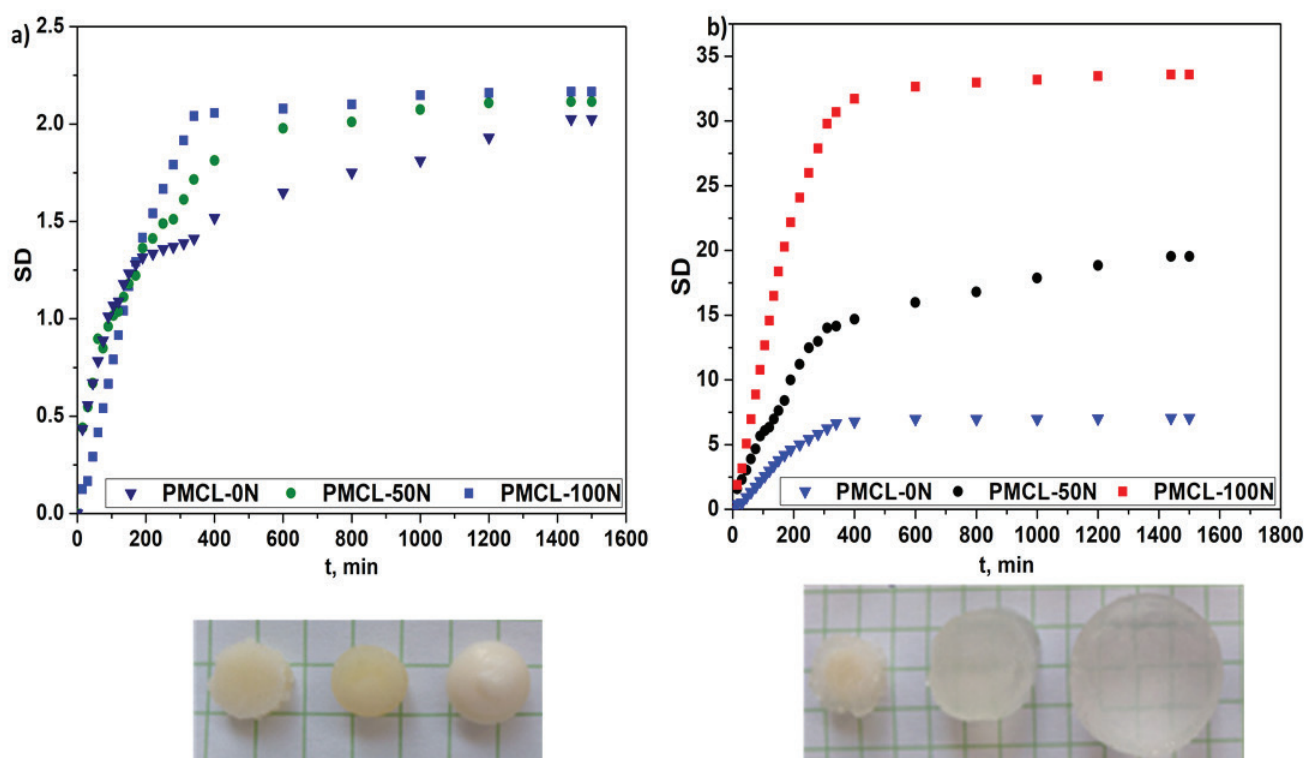 a)
SD
2.5
2.0
1.5
1.0
0.5
0.0
PMCL-0N PMCL-50N PMCL-100N
0 200 400 600 800 1000 1200 1400 1600
t, min
b)
SD
35
30
25
20
15
10
5
0
PMCL-0N PMCL-50N PMCL-100N
0 200 400 600 800 1000 1200 1400 1600 1800
t, min